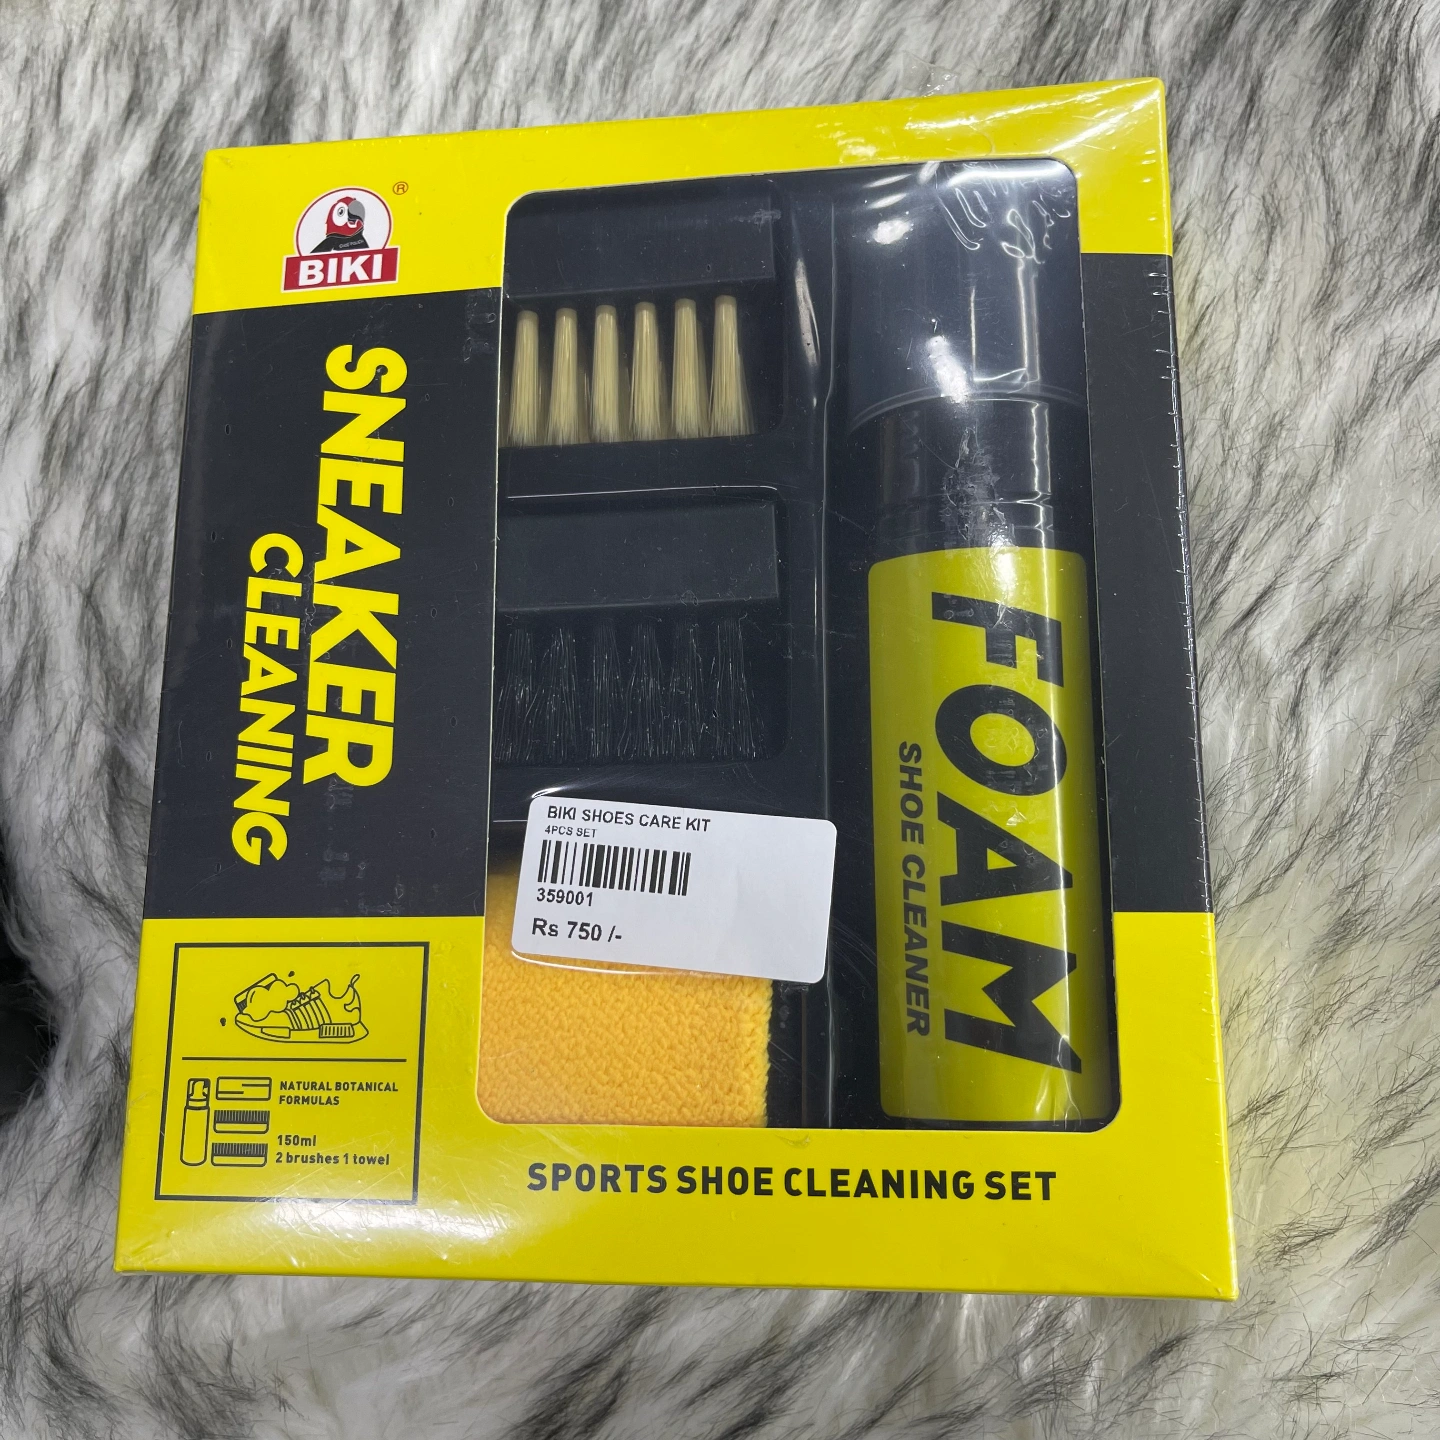 ®
BIKI
SNEAKER
CLEANING
BIKI SHOES CARE KIT
4PCS SET
359001
Rs 750 /-
FOAM
SHOE CLEANER
NATURAL BOTANICAL
FORMULAS
150ml
2 brushes 1 towel
SPORTS SHOE CLEANING SET